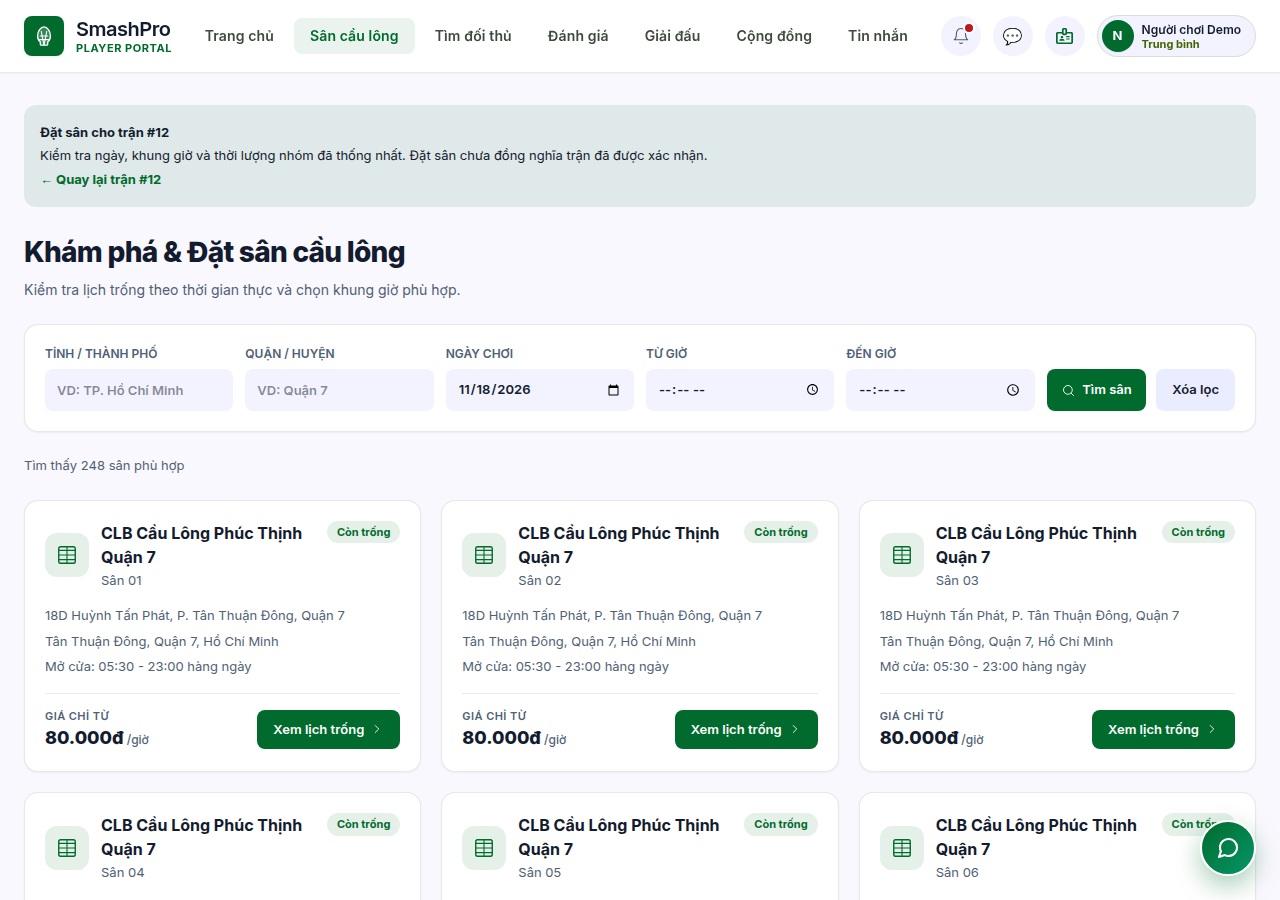 SmashPro
PLAYER PORTAL
Trang chủ
Sân cầu lông
Tìm đối thủ
Đánh giá
Giải đấu
Cộng đồng
Tin nhắn
N
Người chơi Demo
Trung bình
Đặt sân cho trận #12
Kiểm tra ngày, khung giờ và thời lượng nhóm đã thống nhất. Đặt sân chưa đồng nghĩa trận đã được xác nhận.
← Quay lại trận #12
Khám phá & Đặt sân cầu lông
Kiểm tra lịch trống theo thời gian thực và chọn khung giờ phù hợp.
TỈNH / THÀNH PHỐ
QUẬN / HUYỆN
NGÀY CHƠI
TỪ GIỜ
ĐẾN GIỜ
VD: TP. Hồ Chí Minh
VD: Quận 7
11/18/2026
--:-- --
--:-- --
Tìm sân
Xóa lọc
Tìm thấy 248 sân phù hợp
CLB Cầu Lông Phúc Thịnh
Quận 7
Còn trống
Sân 01
18D Huỳnh Tấn Phát, P. Tân Thuận Đông, Quận 7
Tân Thuận Đông, Quận 7, Hồ Chí Minh
Mở cửa: 05:30 - 23:00 hàng ngày
GIÁ CHỈ TỪ
80.000đ /giờ
Xem lịch trống
CLB Cầu Lông Phúc Thịnh
Quận 7
Còn trống
Sân 02
18D Huỳnh Tấn Phát, P. Tân Thuận Đông, Quận 7
Tân Thuận Đông, Quận 7, Hồ Chí Minh
Mở cửa: 05:30 - 23:00 hàng ngày
GIÁ CHỈ TỪ
80.000đ /giờ
Xem lịch trống
CLB Cầu Lông Phúc Thịnh
Quận 7
Còn trống
Sân 03
18D Huỳnh Tấn Phát, P. Tân Thuận Đông, Quận 7
Tân Thuận Đông, Quận 7, Hồ Chí Minh
Mở cửa: 05:30 - 23:00 hàng ngày
GIÁ CHỈ TỪ
80.000đ /giờ
Xem lịch trống
CLB Cầu Lông Phúc Thịnh
Quận 7
Còn trống
Sân 04
CLB Cầu Lông Phúc Thịnh
Quận 7
Còn trống
Sân 05
CLB Cầu Lông Phúc Thịnh
Quận 7
Còn trống
Sân 06